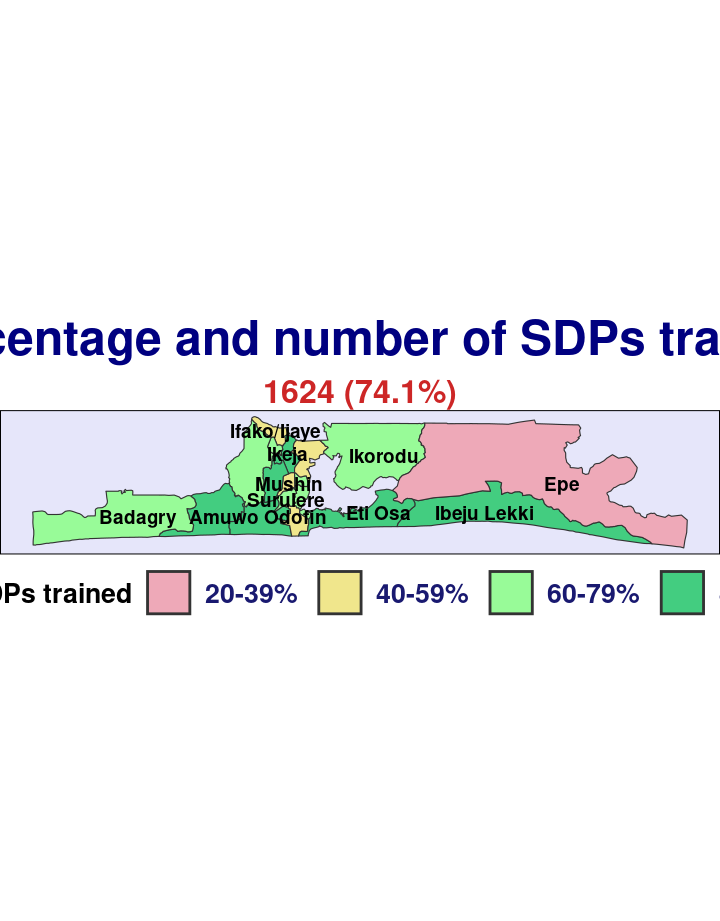 centage and number of SDPs tra
1624 (74.1%)
Ifako/Ijaye
Ikeja
Ikorodu
Mushin
Epe
Surulere
Badagry
Amuwo Odofin
Eti Osa
Ibeju Lekki
DPs trained
20-39%
40-59%
60-79%